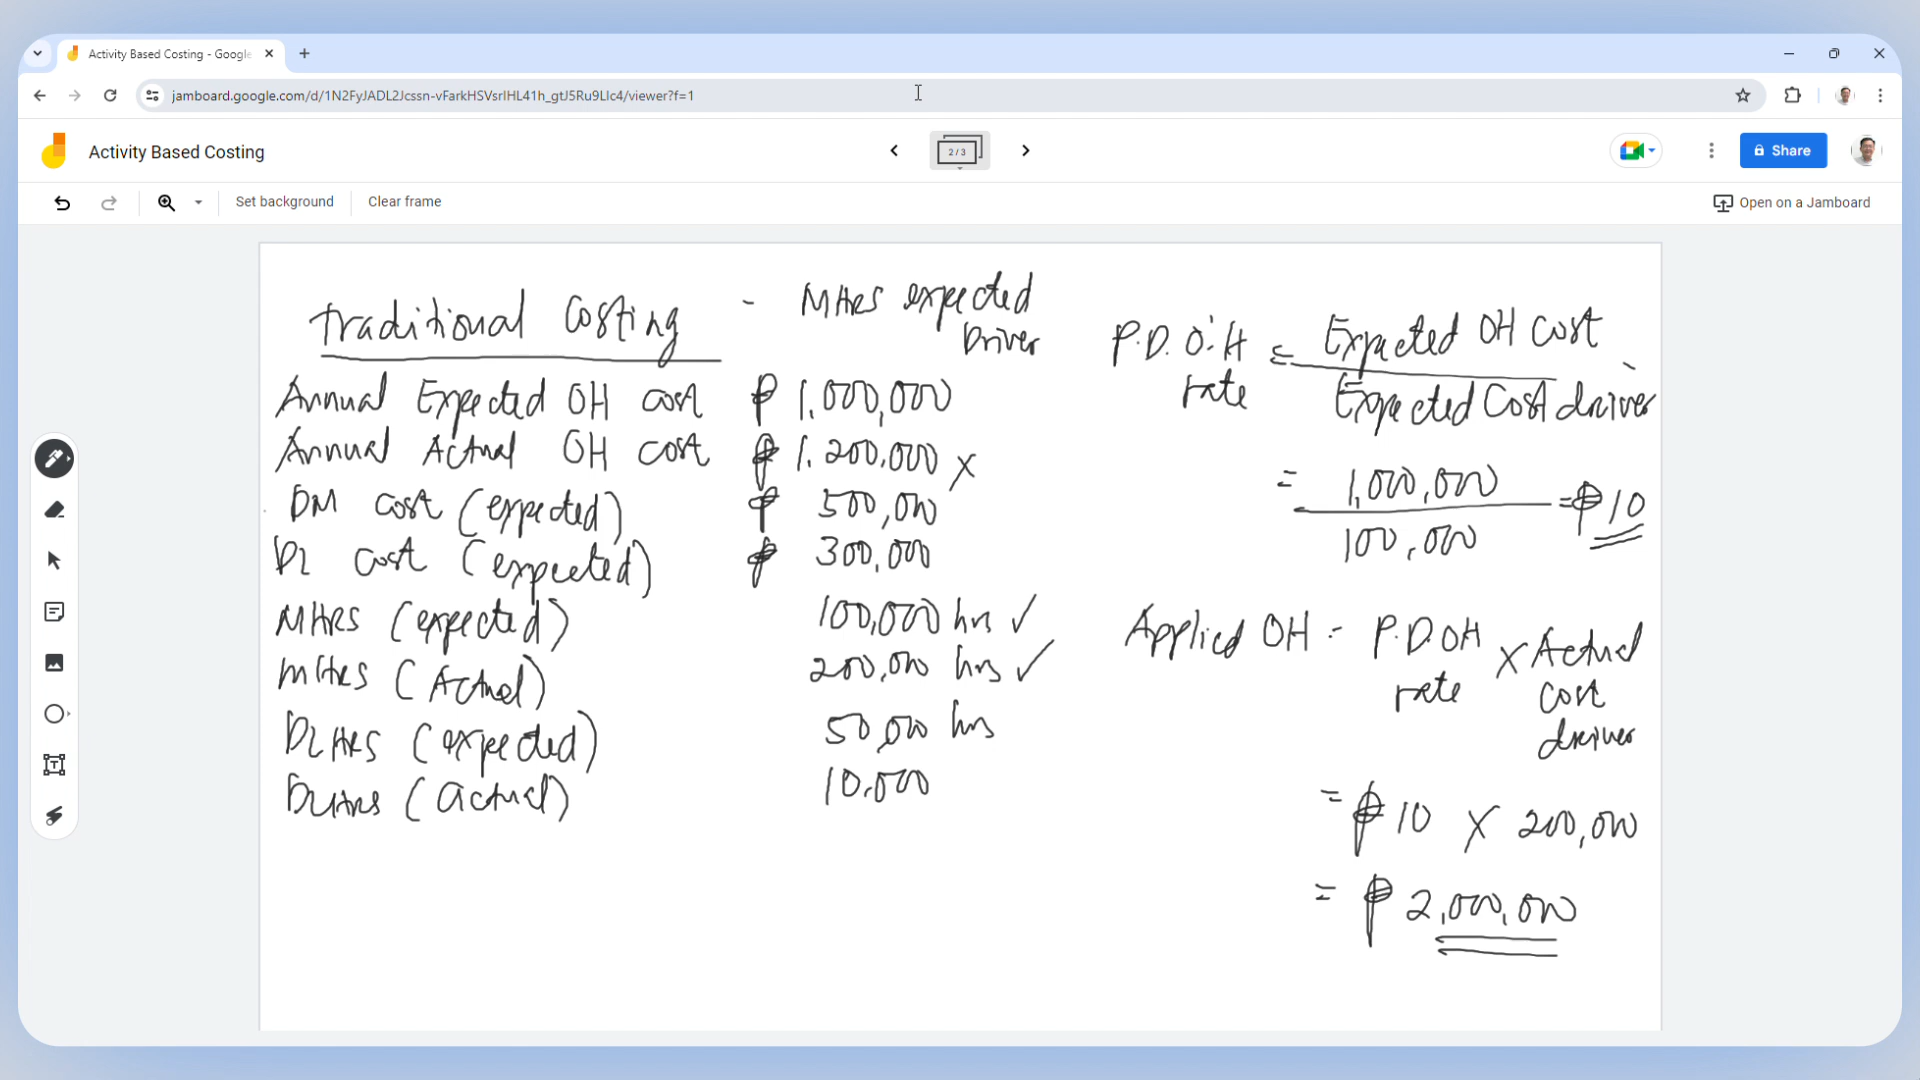 Activity Based Costing - Google
jamboard.google.com/d/1N2FyJADL2Jcssn-vFarkHSVsrIHL41h_gtJ5Ru9LIc4/viewer?f=1
Activity Based Costing
2 / 3
Share
Set background
Clear frame
Open on a Jamboard
Traditional Costing - MHRS expected Driver
Annual Expected OH cost ₱ 1,000,000
Annual Actual OH cost ₱ 1,200,000 X
DM cost (expected) ₱ 500,000
DL cost (expected) ₱ 300,000
MHRS (expected) 100,000 hrs ✓
MHRS (Actual) 200,000 hrs ✓
DLHRS (expected) 50,000 hrs
DLHRS (actual) 10,000
P.D. O.H rate = Expected OH cost
Expected Cost driver
= 1,000,000
100,000
= ₱ 10
Applied OH = P.D.OH rate X Actual cost driver
= ₱ 10 X 200,000
= ₱ 2,000,000